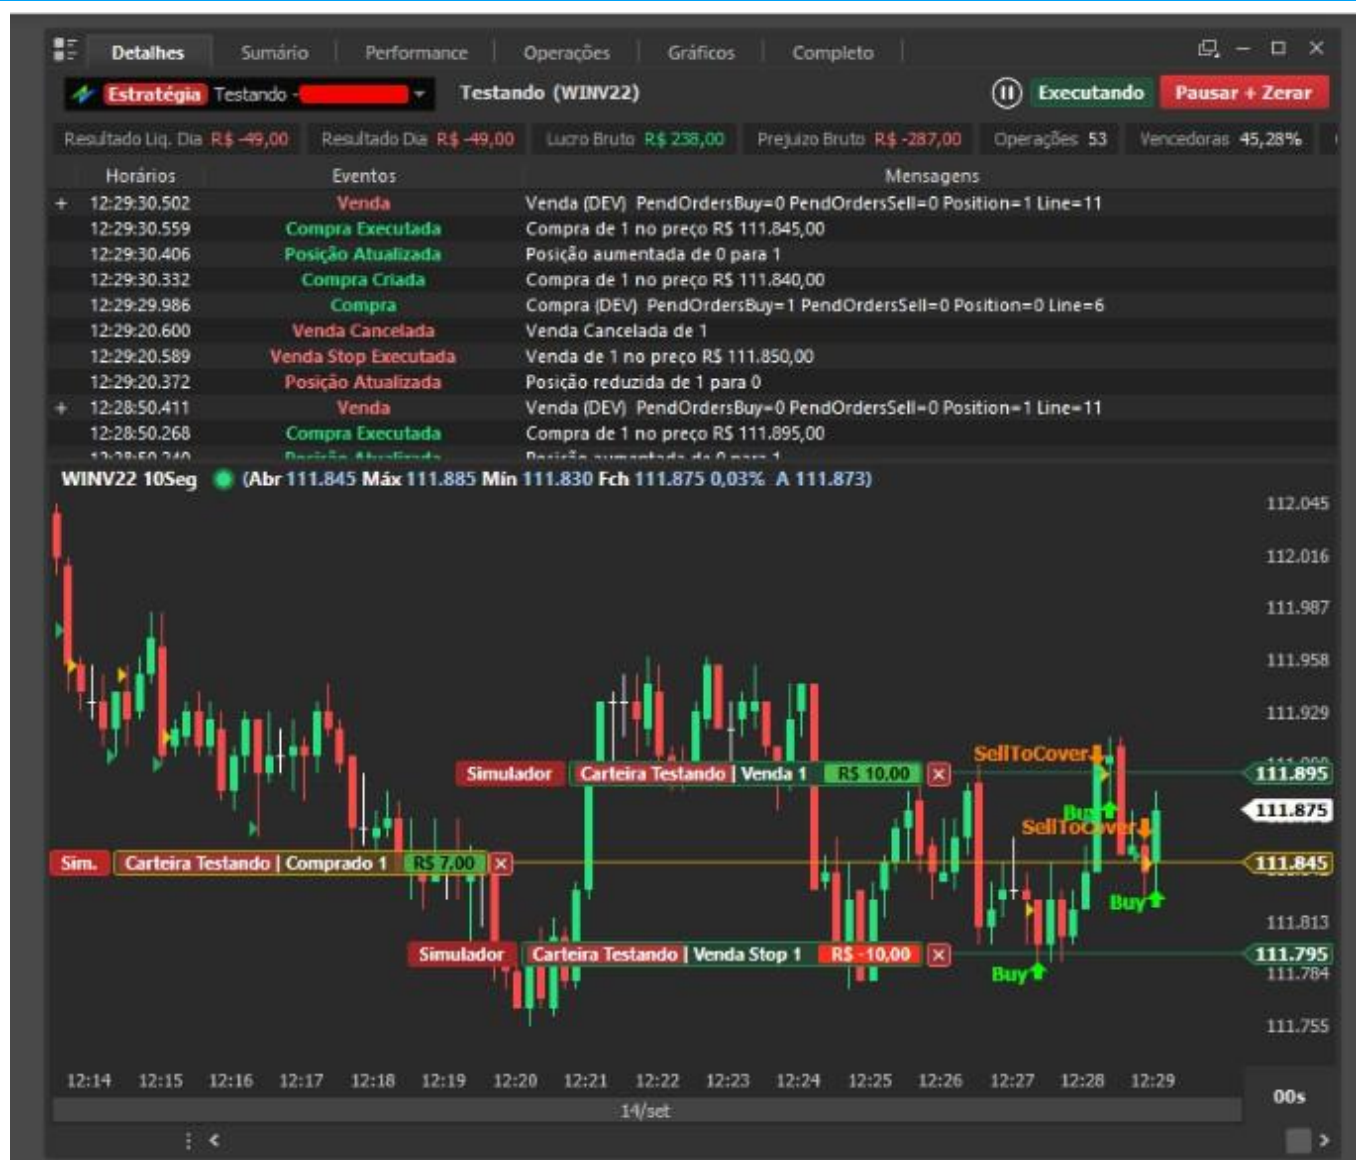 Detalhes Sumário Performance Operações Gráficos Completo
Estratégia Testando - Testando (WINV22) Executando Pausar + Zerar
Resultado Liq. Dia R$ -49,00 Resultado Dia R$ -49,00 Lucro Bruto R$ 238,00 Prejuizo Bruto R$ -287,00 Operações 53 Vencedoras 45,28%
Horários Eventos Mensagens
+ 12:29:30.502 Venda Venda (DEV) PendOrdersBuy=0 PendOrdersSell=0 Position=1 Line=11
12:29:30.559 Compra Executada Compra de 1 no preço R$ 111.845,00
12:29:30.406 Posição Atualizada Posição aumentada de 0 para 1
12:29:30.332 Compra Criada Compra de 1 no preço R$ 111.840,00
12:29:29.986 Compra Compra (DEV) PendOrdersBuy=1 PendOrdersSell=0 Position=0 Line=6
12:29:20.600 Venda Cancelada Venda Cancelada de 1
12:29:20.589 Venda Stop Executada Venda de 1 no preço R$ 111.850,00
12:29:20.372 Posição Atualizada Posição reduzida de 1 para 0
+ 12:28:50.411 Venda Venda (DEV) PendOrdersBuy=0 PendOrdersSell=0 Position=1 Line=11
12:28:50.268 Compra Executada Compra de 1 no preço R$ 111.895,00
12:28:50.240 Posição Atualizada Posição aumentada de 0 para 1
WINV22 10Seg (Abr 111.845 Máx 111.885 Mín 111.830 Fch 111.875 0,03% A 111.873)
112.045
112.016
111.987
111.958
111.929
SellToCover
Simulador Carteira Testando | Venda 1 R$ 10,00 111.895
Buy 111.875
SellToCover
Sim. Carteira Testando | Comprado 1 R$ 7,00 111.845
Buy
111.813
Simulador Carteira Testando | Venda Stop 1 R$ -10,00 111.795
Buy 111.784
111.755
12:14 12:15 12:16 12:17 12:18 12:19 12:20 12:21 12:22 12:23 12:24 12:25 12:26 12:27 12:28 12:29
00s
14/set